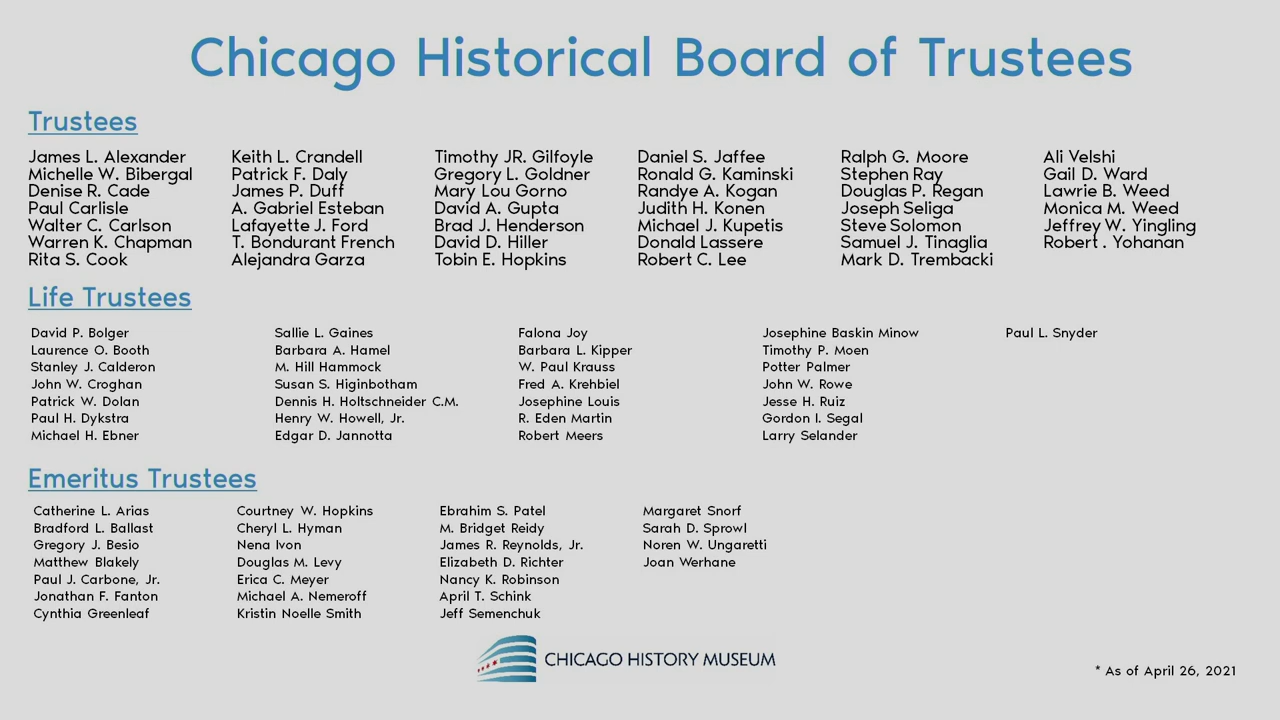 Chicago Historical Board of Trustees
Trustees
James L. Alexander
Michelle W. Bibergal
Denise R. Cade
Paul Carlisle
Walter C. Carlson
Warren K. Chapman
Rita S. Cook
Keith L. Crandell
Patrick F. Daly
James P. Duff
A. Gabriel Esteban
Lafayette J. Ford
T. Bondurant French
Alejandra Garza
Timothy JR. Gilfoyle
Gregory L. Goldner
Mary Lou Gorno
David A. Gupta
Brad J. Henderson
David D. Hiller
Tobin E. Hopkins
Daniel S. Jaffee
Ronald G. Kaminski
Randye A. Kogan
Judith H. Konen
Michael J. Kupetis
Donald Lassere
Robert C. Lee
Ralph G. Moore
Stephen Ray
Douglas P. Regan
Joseph Seliga
Steve Solomon
Samuel J. Tinaglia
Mark D. Trembacki
Ali Velshi
Gail D. Ward
Lawrie B. Weed
Monica M. Weed
Jeffrey W. Yingling
Robert . Yohanan
Life Trustees
David P. Bolger
Laurence O. Booth
Stanley J. Calderon
John W. Croghan
Patrick W. Dolan
Paul H. Dykstra
Michael H. Ebner
Sallie L. Gaines
Barbara A. Hamel
M. Hill Hammock
Susan S. Higinbotham
Dennis H. Holtschneider C.M.
Henry W. Howell, Jr.
Edgar D. Jannotta
Falona Joy
Barbara L. Kipper
W. Paul Krauss
Fred A. Krehbiel
Josephine Louis
R. Eden Martin
Robert Meers
Josephine Baskin Minow
Timothy P. Moen
Potter Palmer
John W. Rowe
Jesse H. Ruiz
Gordon I. Segal
Larry Selander
Paul L. Snyder
Emeritus Trustees
Catherine L. Arias
Bradford L. Ballast
Gregory J. Besio
Matthew Blakely
Paul J. Carbone, Jr.
Jonathan F. Fanton
Cynthia Greenleaf
Courtney W. Hopkins
Cheryl L. Hyman
Nena Ivon
Douglas M. Levy
Erica C. Meyer
Michael A. Nemeroff
Kristin Noelle Smith
Ebrahim S. Patel
M. Bridget Reidy
James R. Reynolds, Jr.
Elizabeth D. Richter
Nancy K. Robinson
April T. Schink
Jeff Semenchuk
Margaret Snorf
Sarah D. Sprowl
Noren W. Ungaretti
Joan Werhane
CHICAGO HISTORY MUSEUM
* As of April 26, 2021